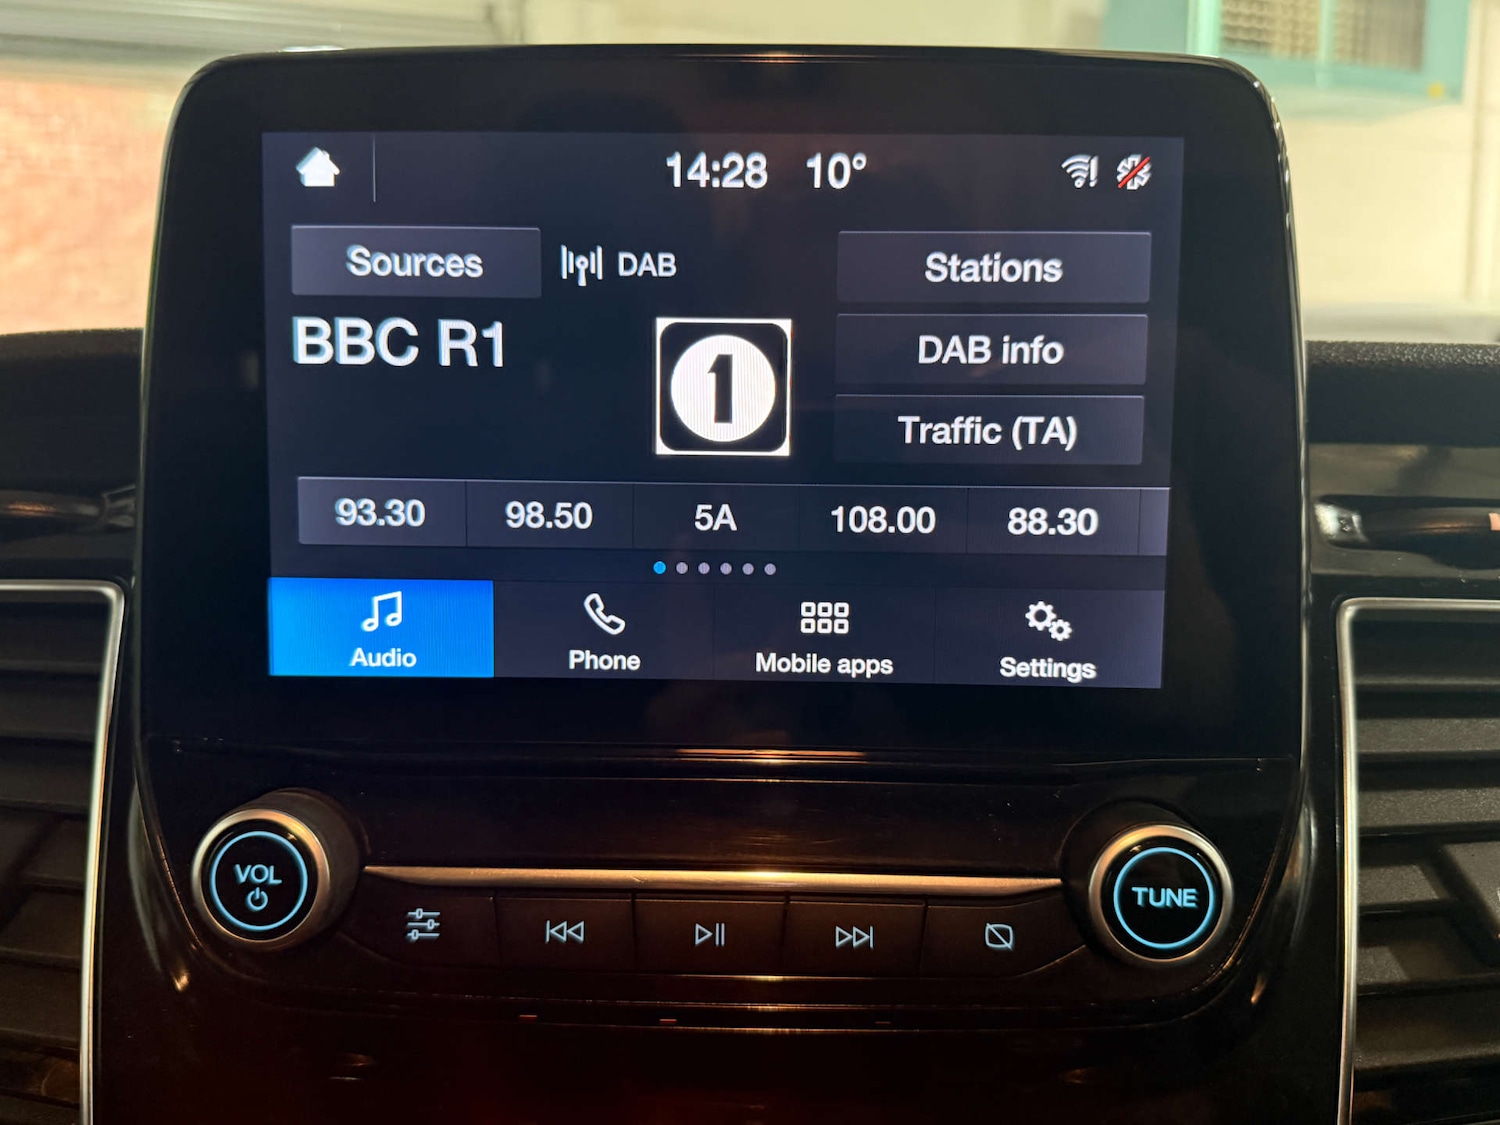 14:28 10°
Sources DAB Stations
BBC R1
1
DAB info
Traffic (TA)
93.30 98.50 5A 108.00 88.30
Audio Phone Mobile apps Settings
VOL
TUNE